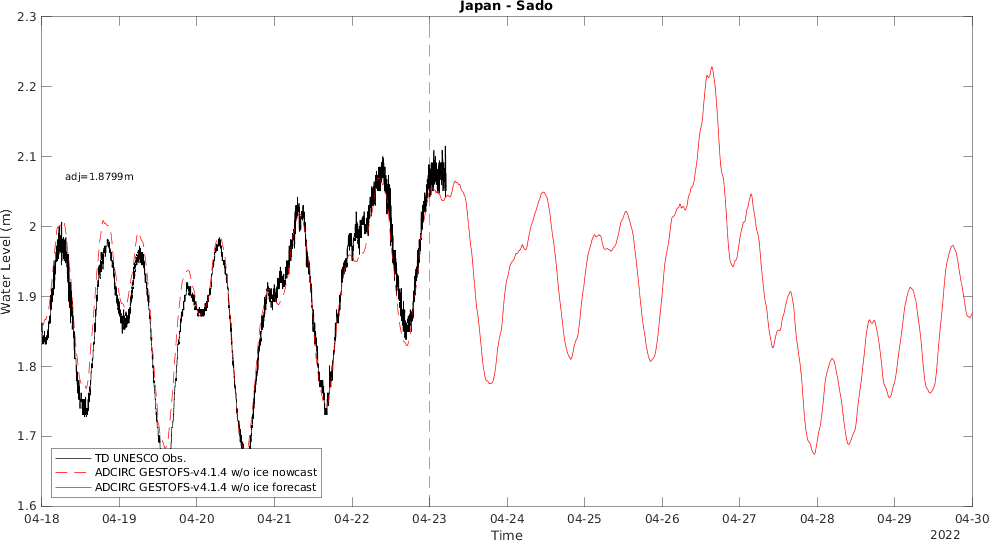 Japan - Sado
2.3
2.2
2.1
2
1.9
1.8
1.7
1.6
Water Level (m)
adj=1.8799m
TD UNESCO Obs.
ADCIRC GESTOFS-v4.1.4 w/o ice nowcast
ADCIRC GESTOFS-v4.1.4 w/o ice forecast
04-18 04-19 04-20 04-21 04-22 04-23 04-24 04-25 04-26 04-27 04-28 04-29 04-30
Time
2022